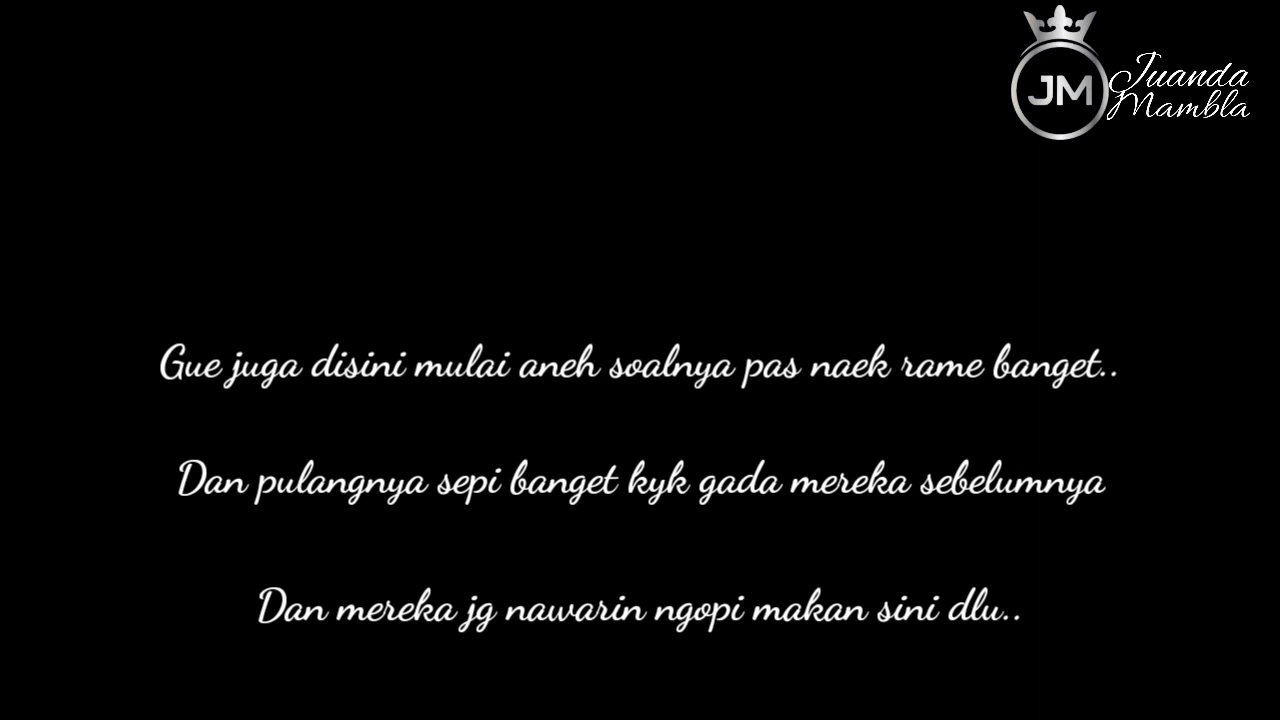 JM
Juanda
Mambla
Gue juga disini mulai aneh soalnya pas naek rame banget..
Dan pulangnya sepi banget kyk gada mereka sebelumnya
Dan mereka jg nawarin ngopi makan sini dlu..